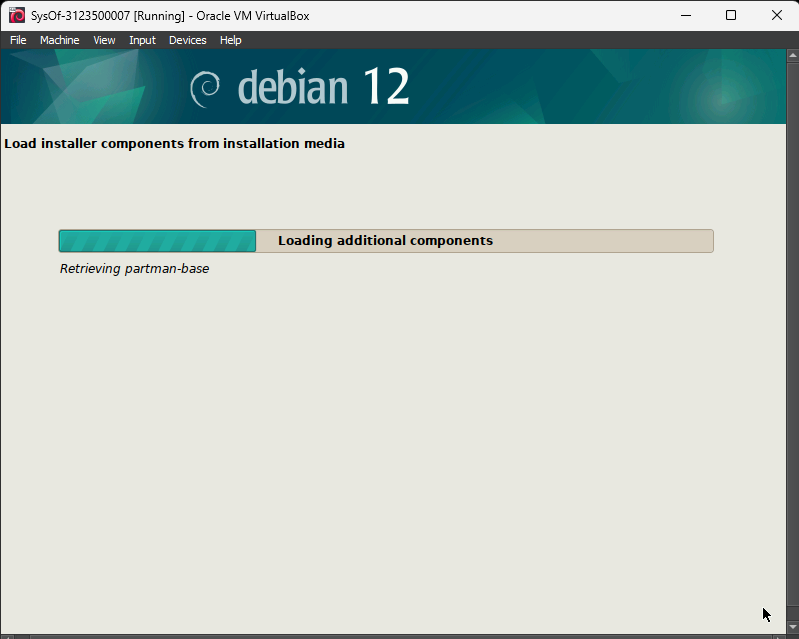 SysOf-3123500007 [Running] - Oracle VM VirtualBox
File Machine View Input Devices Help
debian 12
Load installer components from installation media
Loading additional components
Retrieving partman-base